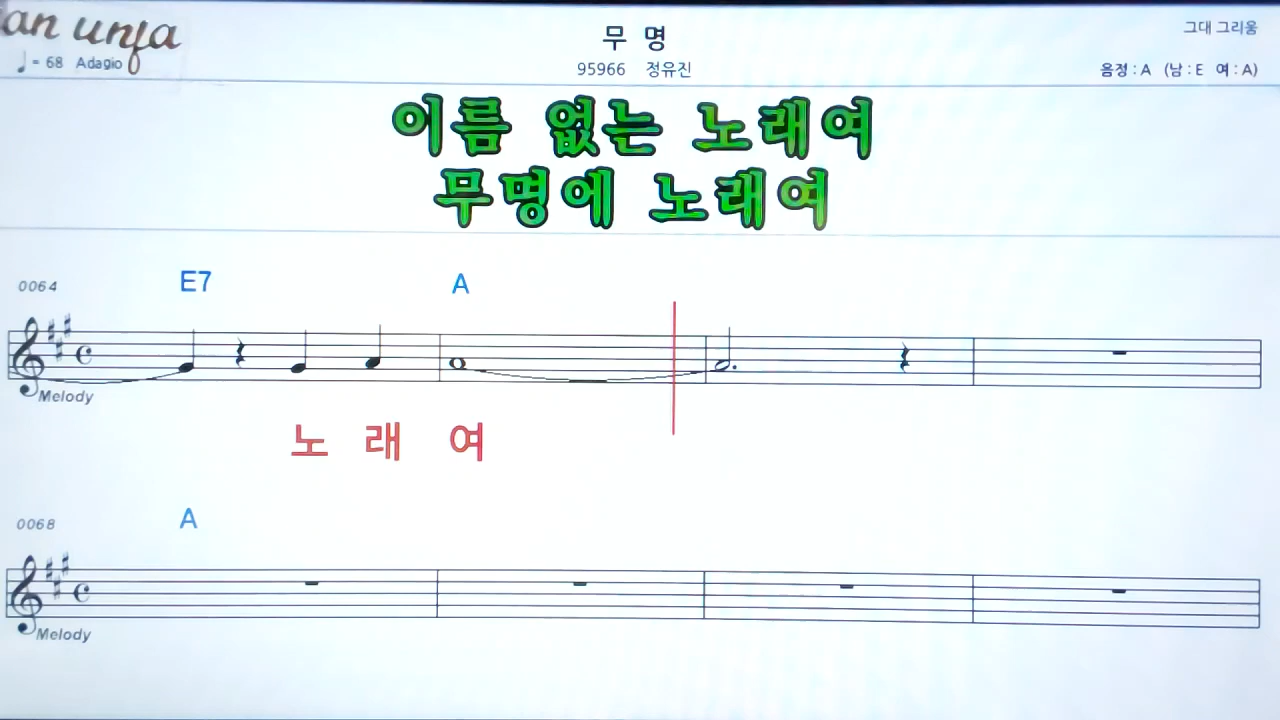 an unja
♩= 68 Adagio
무 명
95966 정유진
그대 그리움
음정 : A (남 : E 여 : A)
이름 없는 노래여
무명에 노래여
0064 E7 A
Melody
노 래 여
0068 A
Melody